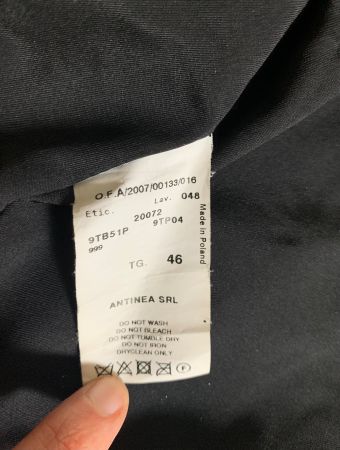 O.F.A/2007/00133/016
Etic. Lav. 048
20072
9TB51P 9TP04
999
TG. 46
Made in Poland
ANTINEA SRL
DO NOT WASH
DO NOT BLEACH
DO NOT TUMBLE DRY
DO NOT IRON
DRYCLEAN ONLY